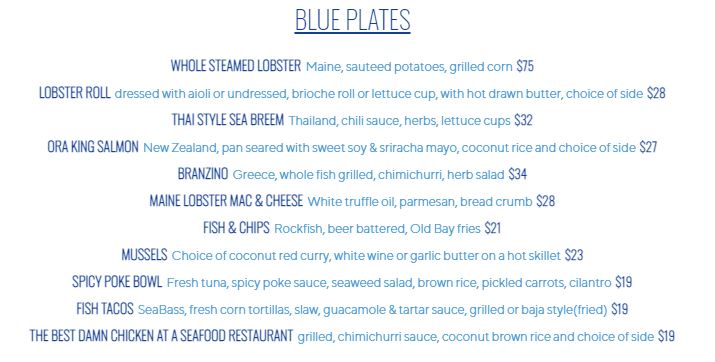 BLUE PLATES
WHOLE STEAMED LOBSTER Maine, sauteed potatoes, grilled corn $75
LOBSTER ROLL dressed with aioli or undressed, brioche roll or lettuce cup, with hot drawn butter, choice of side $28
THAI STYLE SEA BREEM Thailand, chili sauce, herbs, lettuce cups $32
ORA KING SALMON New Zealand, pan seared with sweet soy & sriracha mayo, coconut rice and choice of side $27
BRANZINO Greece, whole fish grilled, chimichurri, herb salad $34
MAINE LOBSTER MAC & CHEESE White truffle oil, parmesan, bread crumb $28
FISH & CHIPS Rockfish, beer battered, Old Bay fries $21
MUSSELS Choice of coconut red curry, white wine or garlic butter on a hot skillet $23
SPICY POKE BOWL Fresh tuna, spicy poke sauce, seaweed salad, brown rice, pickled carrots, cilantro $19
FISH TACOS SeaBass, fresh corn tortillas, slaw, guacamole & tartar sauce, grilled or baja style(fried) $19
THE BEST DAMN CHICKEN AT A SEAFOOD RESTAURANT grilled, chimichurri sauce, coconut brown rice and choice of side $19